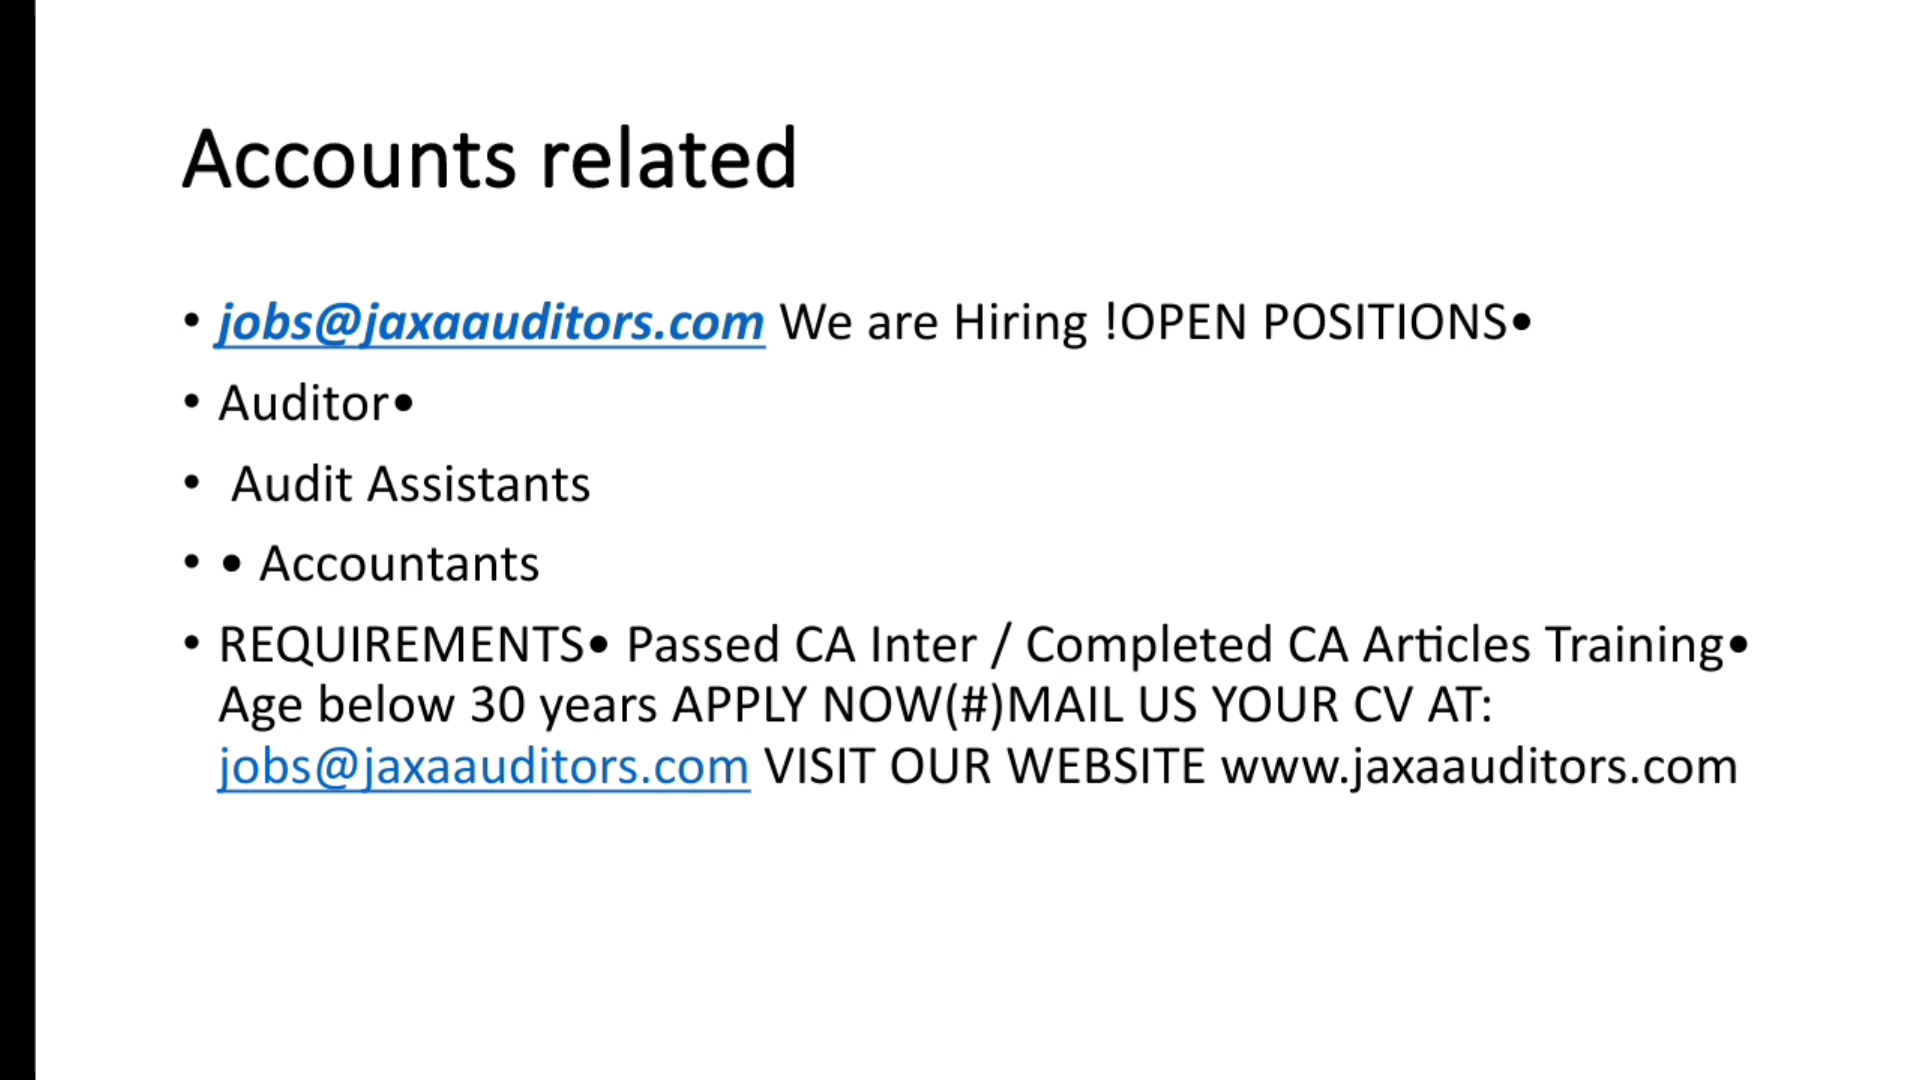 Accounts related
• jobs@jaxaauditors.com We are Hiring !OPEN POSITIONS•
• Auditor•
• Audit Assistants
• • Accountants
• REQUIREMENTS• Passed CA Inter / Completed CA Articles Training•
Age below 30 years APPLY NOW(#)MAIL US YOUR CV AT:
jobs@jaxaauditors.com VISIT OUR WEBSITE www.jaxaauditors.com